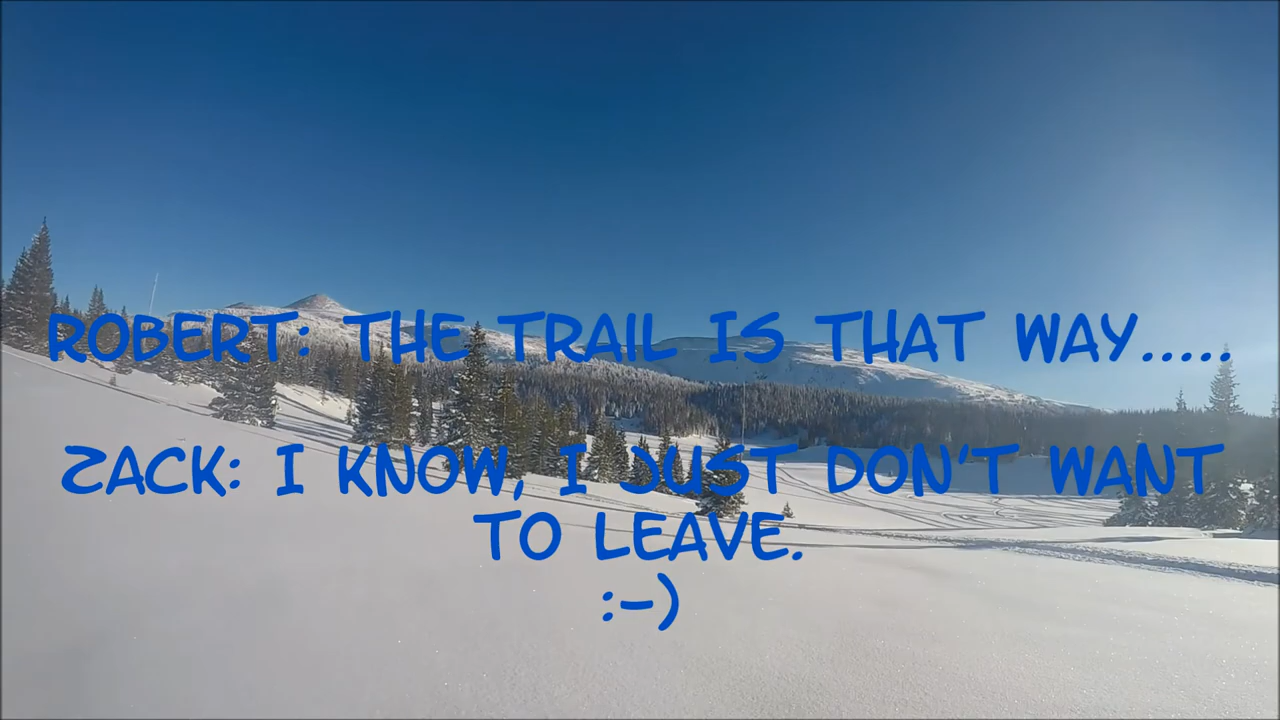 ROBERT: THE TRAIL IS THAT WAY.....
ZACK: I KNOW, I JUST DON'T WANT
TO LEAVE.
:-)